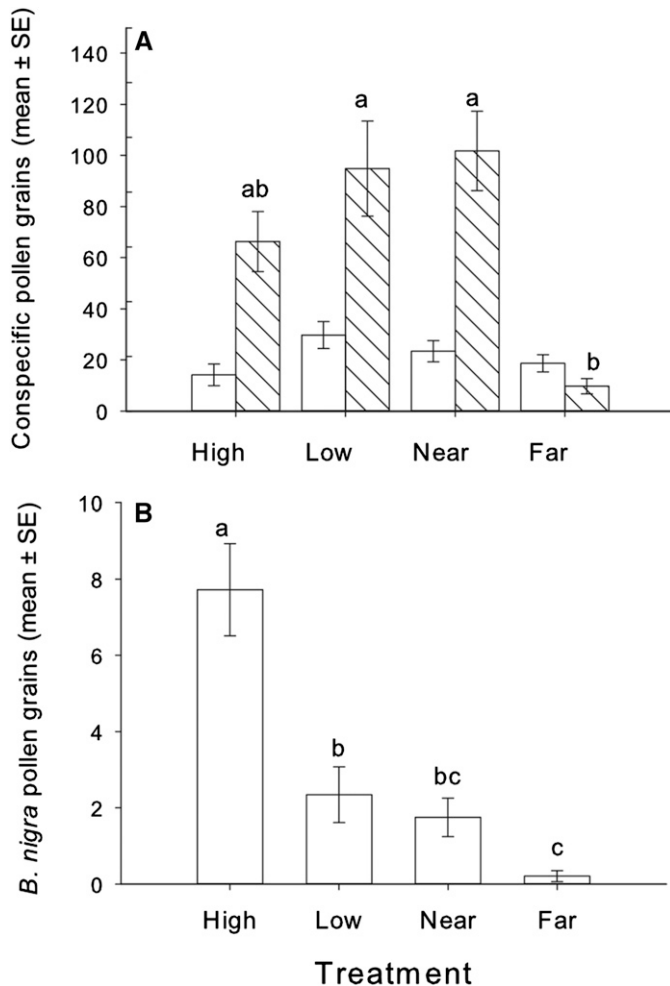 A
Conspecific pollen grains (mean ± SE)
140
120
100
80
60
40
20
0
ab
a
a
b
High Low Near Far
B
B. nigra pollen grains (mean ± SE)
10
8
6
4
2
0
a
b
bc
c
High Low Near Far
Treatment